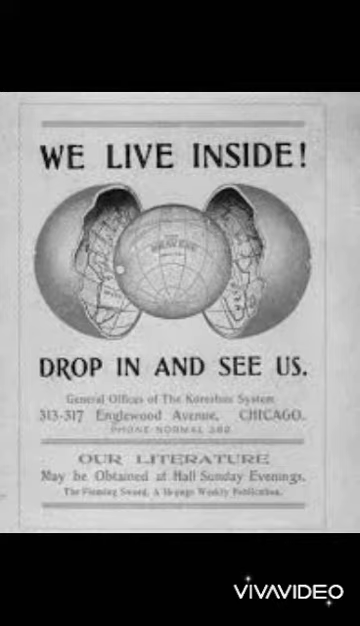 WE LIVE INSIDE!
THE HEAVENS
DROP IN AND SEE US.
General Offices of The Koreshan System
313-317 Englewood Avenue, CHICAGO.
PHONE NORMAL
OUR LITERATURE
May be Obtained at Hall Sunday Evenings.
The Flaming Sword, A 16-page Weekly Publication.
VIVAVIDEO